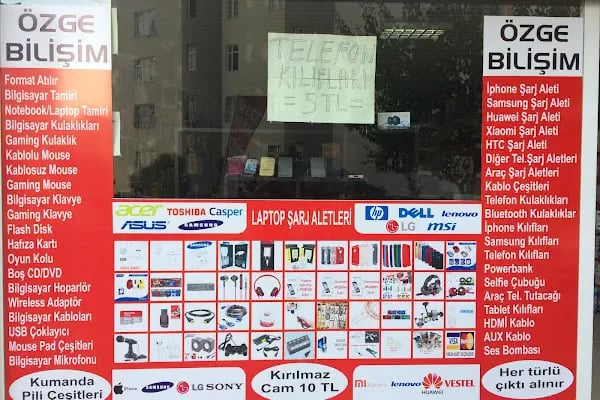 ÖZGE
BİLİŞİM
Format Atılır
Bilgisayar Tamiri
Notebook/Laptop Tamiri
Bilgisayar Kulaklıkları
Gaming Kulaklık
Kablolu Mouse
Kablosuz Mouse
Gaming Mouse
Bilgisayar Klavye
Gaming Klavye
Flash Disk
Hafıza Kartı
Oyun Kolu
Boş CD/DVD
Bilgisayar Hoparlör
Wireless Adaptör
Bilgisayar Kabloları
USB Çoklayıcı
Mouse Pad Çeşitleri
Bilgisayar Mikrofonu
Kumanda
Pili Çeşitleri
TELEFON
KILIFLARI
=5TL=
acer TOSHIBA Casper
ASUS SAMSUNG
LAPTOP ŞARJ ALETLERİ
hp DELL lenovo
LG msi
SAMSUNG LG SONY
Kırılmaz
Cam 10 TL
Xiaomi lenovo HUAWEI VESTEL
ÖZGE
BİLİŞİM
İphone Şarj Aleti
Samsung Şarj Aleti
Huawei Şarj Aleti
Xiaomi Şarj Aleti
HTC Şarj Aleti
Diğer Tel.Şarj Aletleri
Araç Şarj Aletleri
Kablo Çeşitleri
Telefon Kulaklıkları
Bluetooth Kulaklıklar
İphone Kılıfları
Samsung Kılıfları
Telefon Kılıfları
Powerbank
Selfie Çubuğu
Araç Tel. Tutacağı
Tablet Kılıfları
HDMI Kablo
AUX Kablo
Ses Bombası
Her türlü
çıktı alınır